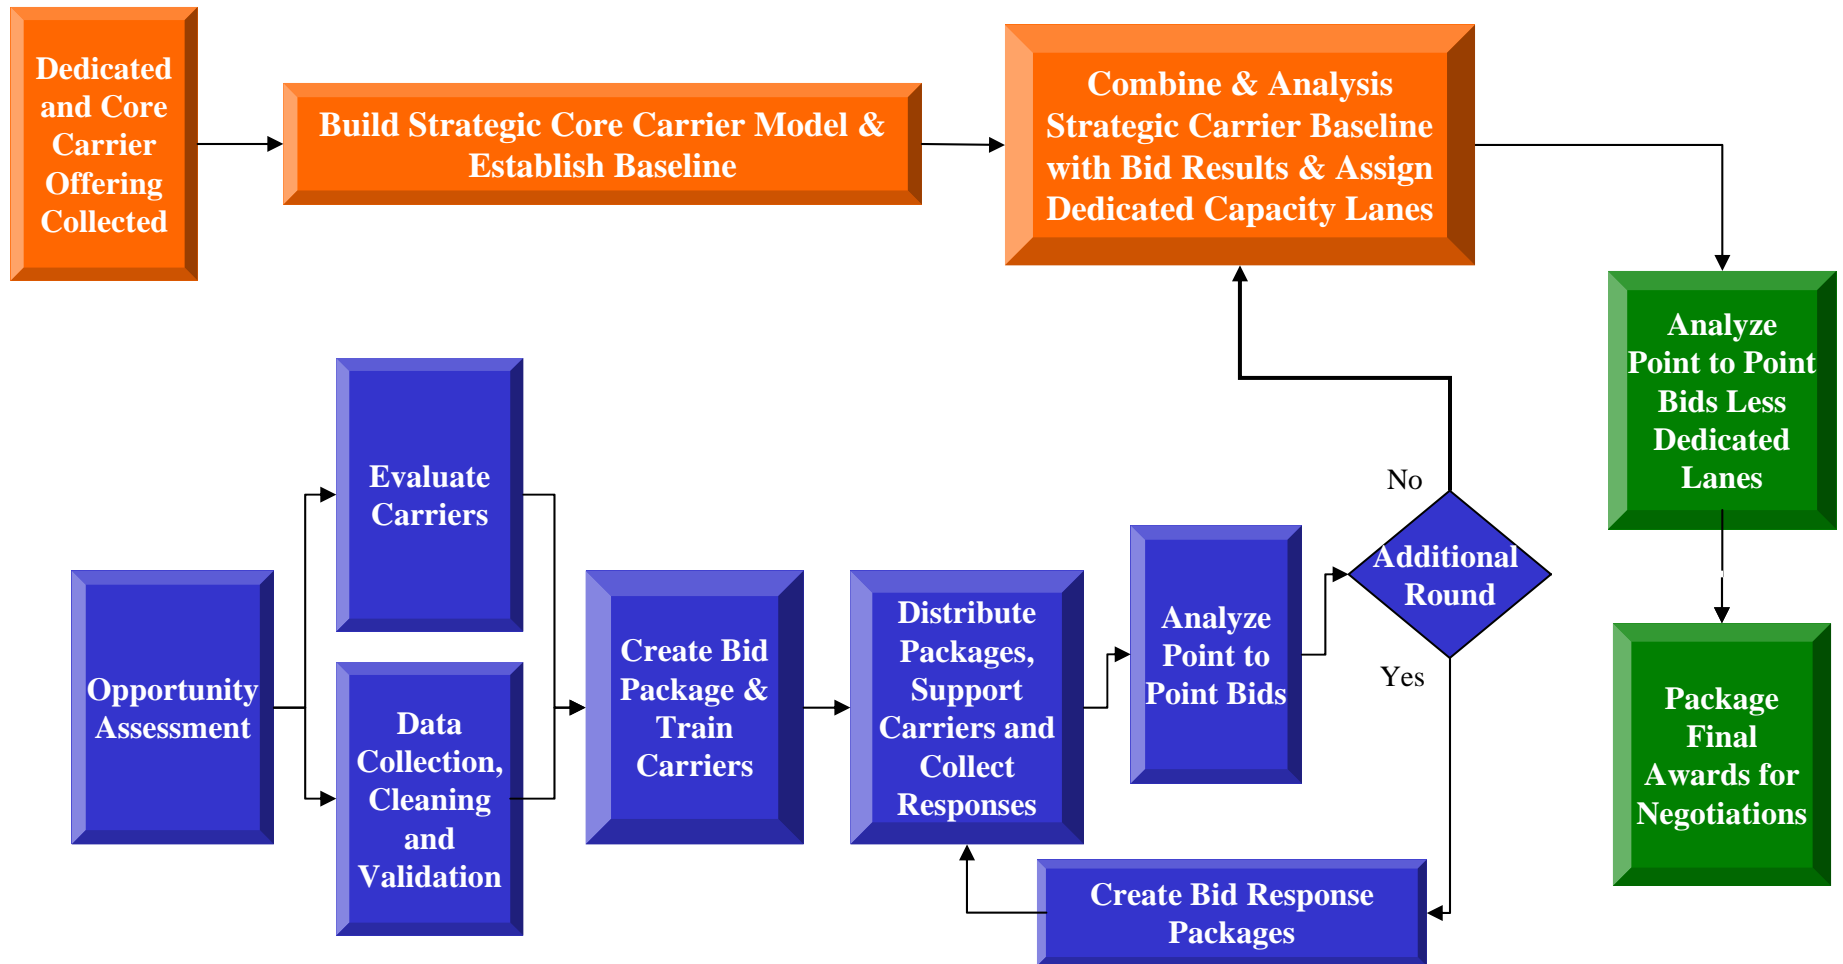 Dedicated
and Core
Carrier
Offering
Collected
Build Strategic Core Carrier Model &
Establish Baseline
Combine & Analysis
Strategic Carrier Baseline
with Bid Results & Assign
Dedicated Capacity Lanes
Analyze
Point to Point
Bids Less
Dedicated
Lanes
Package
Final
Awards for
Negotiations
Opportunity
Assessment
Evaluate
Carriers
Data
Collection,
Cleaning
and
Validation
Create Bid
Package &
Train
Carriers
Distribute
Packages,
Support
Carriers and
Collect
Responses
Analyze
Point to
Point Bids
Additional
Round
No
Yes
Create Bid Response
Packages